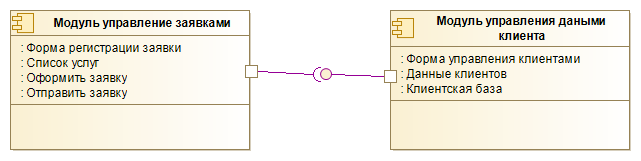 Модуль управление заявками
: Форма регистрации заявки
: Список услуг
: Оформить заявку
: Отправить заявку
Модуль управления даными
клиента
: Форма управления клиентами
: Данные клиентов
: Клиентская база